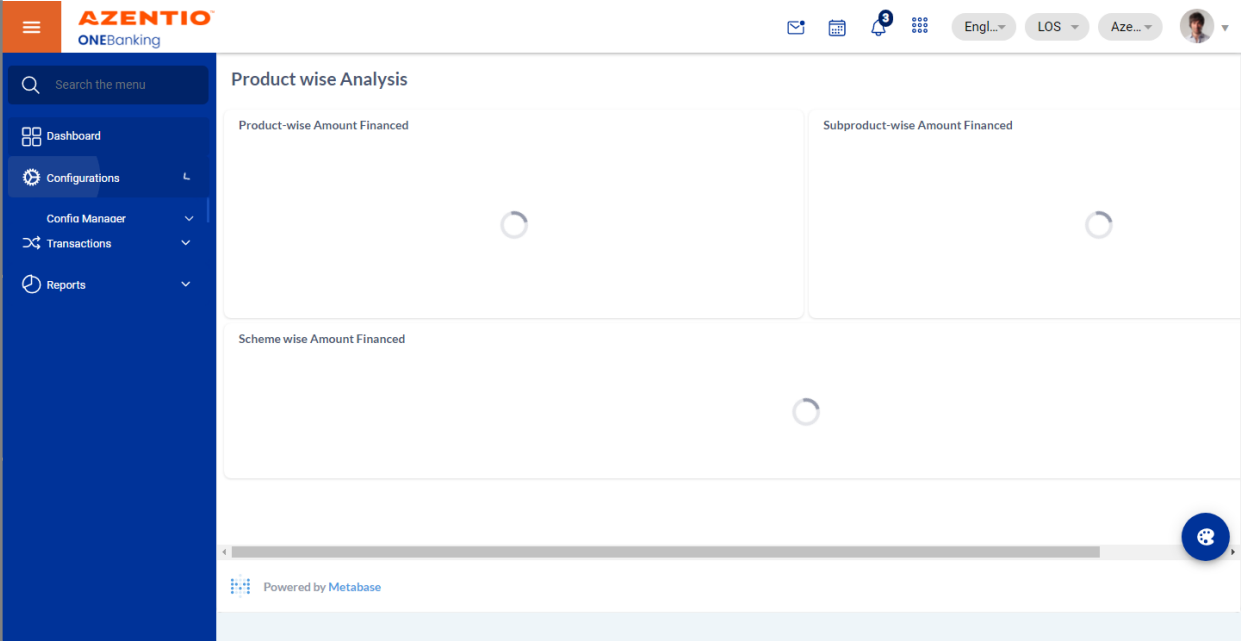 AZENTIO™
ONEBanking
3
Engl...
LOS
Aze...
Search the menu
Dashboard
Configurations
Config Manager
Transactions
Reports
Product wise Analysis
Product-wise Amount Financed
Subproduct-wise Amount Financed
Scheme wise Amount Financed
Powered by Metabase